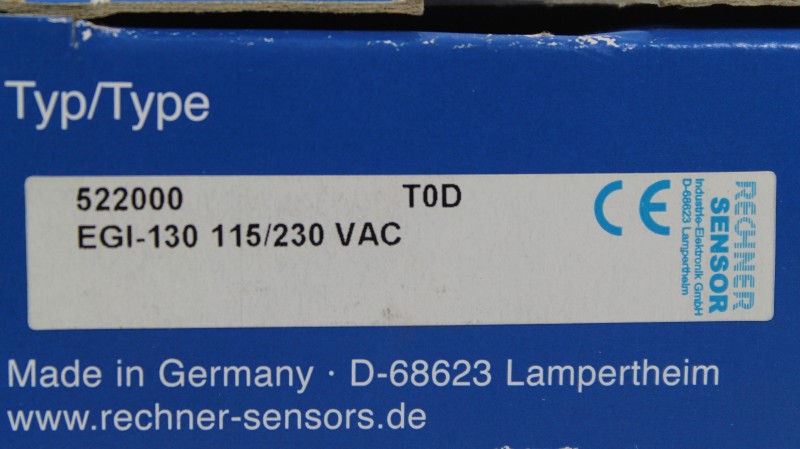 Typ/Type
522000 T0D
EGI-130 115/230 VAC
CE
RECHNER
SENSOR
Industrie-Elektronik GmbH
D-68623 Lampertheim
Made in Germany · D-68623 Lampertheim
www.rechner-sensors.de